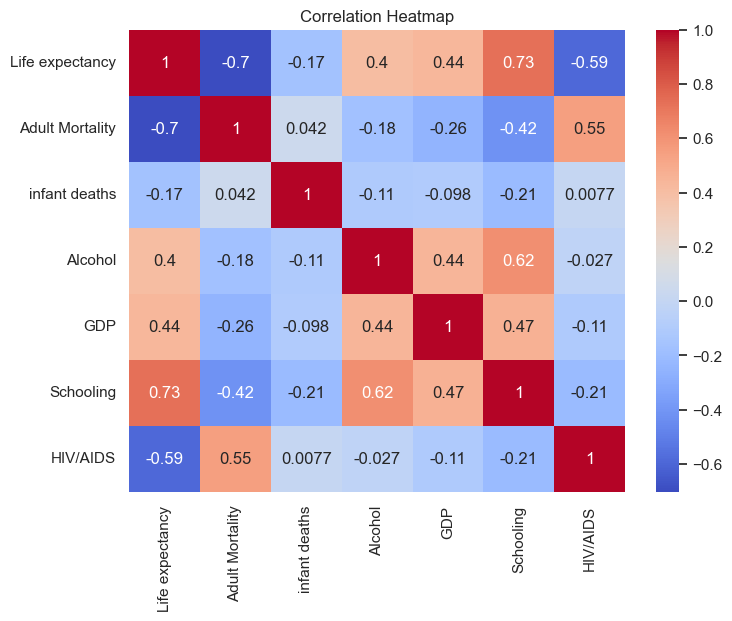 Correlation Heatmap
Life expectancy 1 -0.7 -0.17 0.4 0.44 0.73 -0.59
Adult Mortality -0.7 1 0.042 -0.18 -0.26 -0.42 0.55
infant deaths -0.17 0.042 1 -0.11 -0.098 -0.21 0.0077
Alcohol 0.4 -0.18 -0.11 1 0.44 0.62 -0.027
GDP 0.44 -0.26 -0.098 0.44 1 0.47 -0.11
Schooling 0.73 -0.42 -0.21 0.62 0.47 1 -0.21
HIV/AIDS -0.59 0.55 0.0077 -0.027 -0.11 -0.21 1
Life expectancy
Adult Mortality
infant deaths
Alcohol
GDP
Schooling
HIV/AIDS
1.0
0.8
0.6
0.4
0.2
0.0
-0.2
-0.4
-0.6